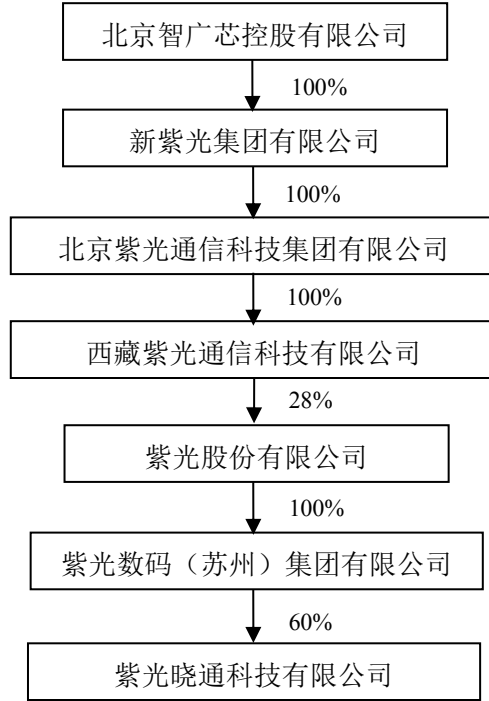 北京智广芯控股有限公司
100%
新紫光集团有限公司
100%
北京紫光通信科技集团有限公司
100%
西藏紫光通信科技有限公司
28%
紫光股份有限公司
100%
紫光数码（苏州）集团有限公司
60%
紫光晓通科技有限公司